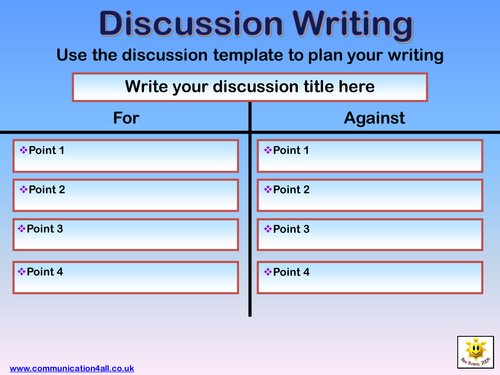 Discussion Writing
Use the discussion template to plan your writing
Write your discussion title here
For
Against
Point 1
Point 1
Point 2
Point 2
Point 3
Point 3
Point 4
Point 4
www.communication4all.co.uk